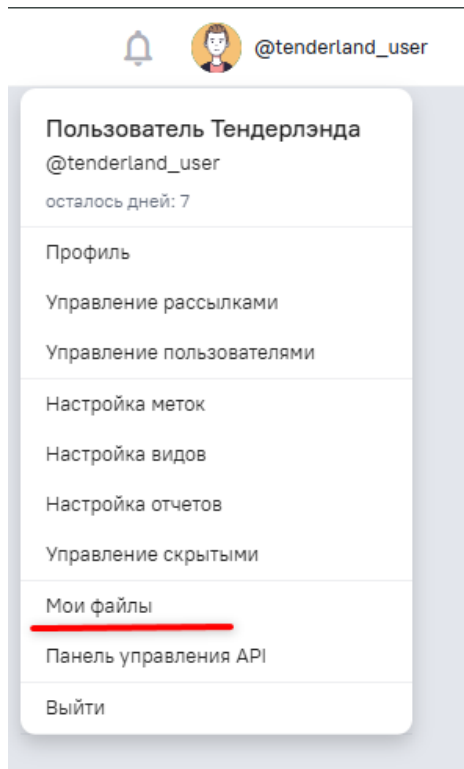 @tenderland_user
Пользователь Тендерлэнда
@tenderland_user
осталось дней: 7
Профиль
Управление рассылками
Управление пользователями
Настройка меток
Настройка видов
Настройка отчетов
Управление скрытыми
Мои файлы
Панель управления API
Выйти